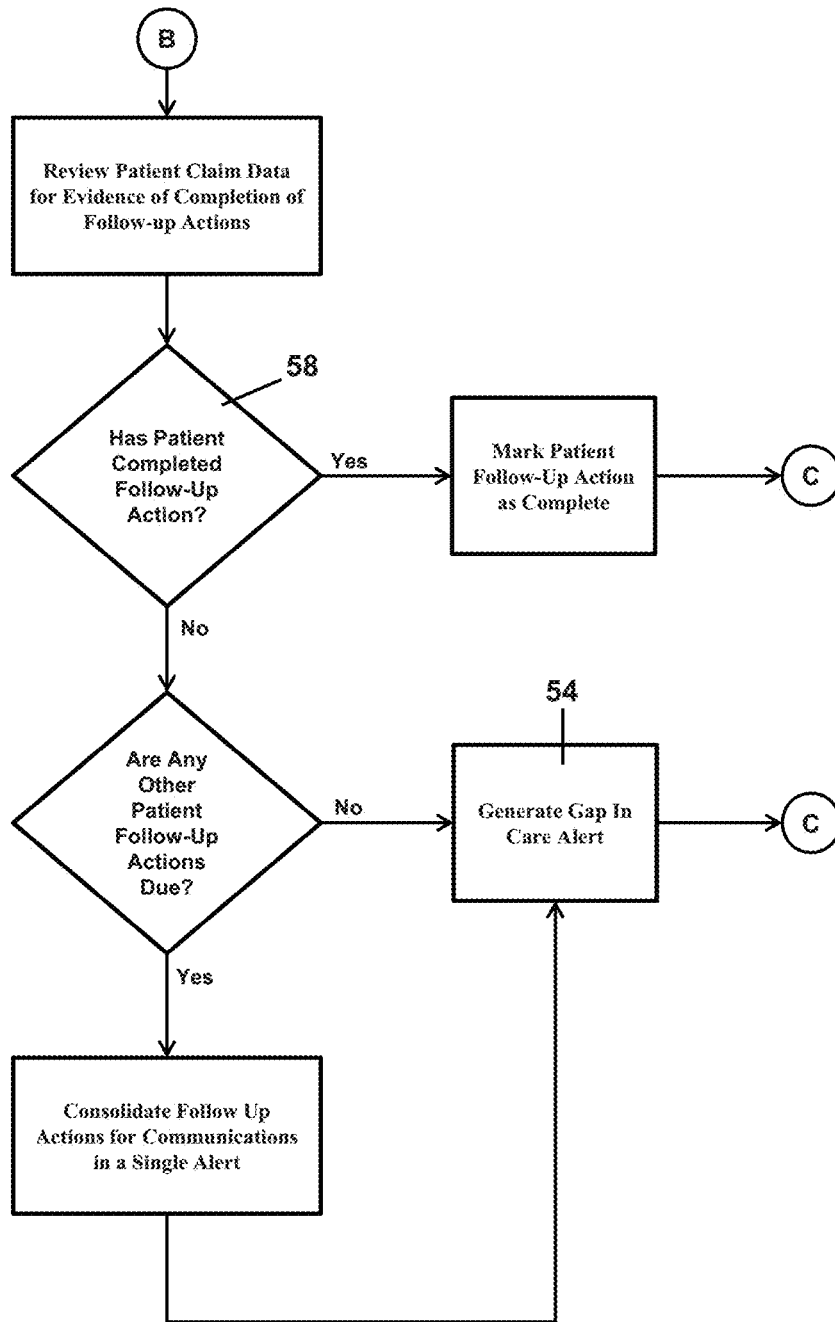 B
Review Patient Claim Data
for Evidence of Completion of
Follow-up Actions
58
Has Patient
Completed
Follow-Up
Action?
Yes
Mark Patient
Follow-Up Action
as Complete
C
No
54
Are Any
Other
Patient
Follow-Up
Actions
Due?
No
Generate Gap In
Care Alert
C
Yes
Consolidate Follow Up
Actions for Communications
in a Single Alert